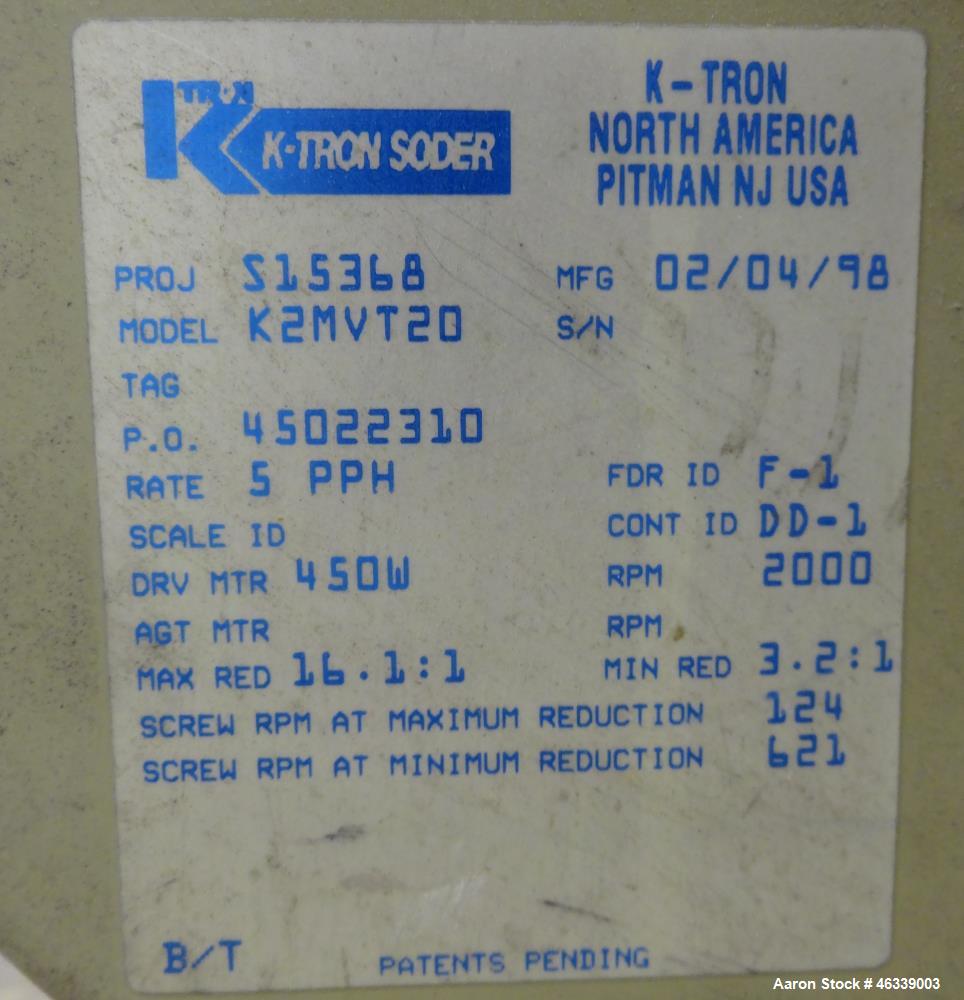 TRON
K-TRON SODER
K-TRON
NORTH AMERICA
PITMAN NJ USA
PROJ S15368 MFG 02/04/98
MODEL K2MVT20 S/N
TAG
P.O. 45022310
RATE 5 PPH FDR ID F-1
SCALE ID CONT ID DD-1
DRV MTR 450W RPM 2000
AGT MTR RPM
MAX RED 16.1:1 MIN RED 3.2:1
SCREW RPM AT MAXIMUM REDUCTION 124
SCREW RPM AT MINIMUM REDUCTION 621
B/T PATENTS PENDING
Aaron Stock # 46339003